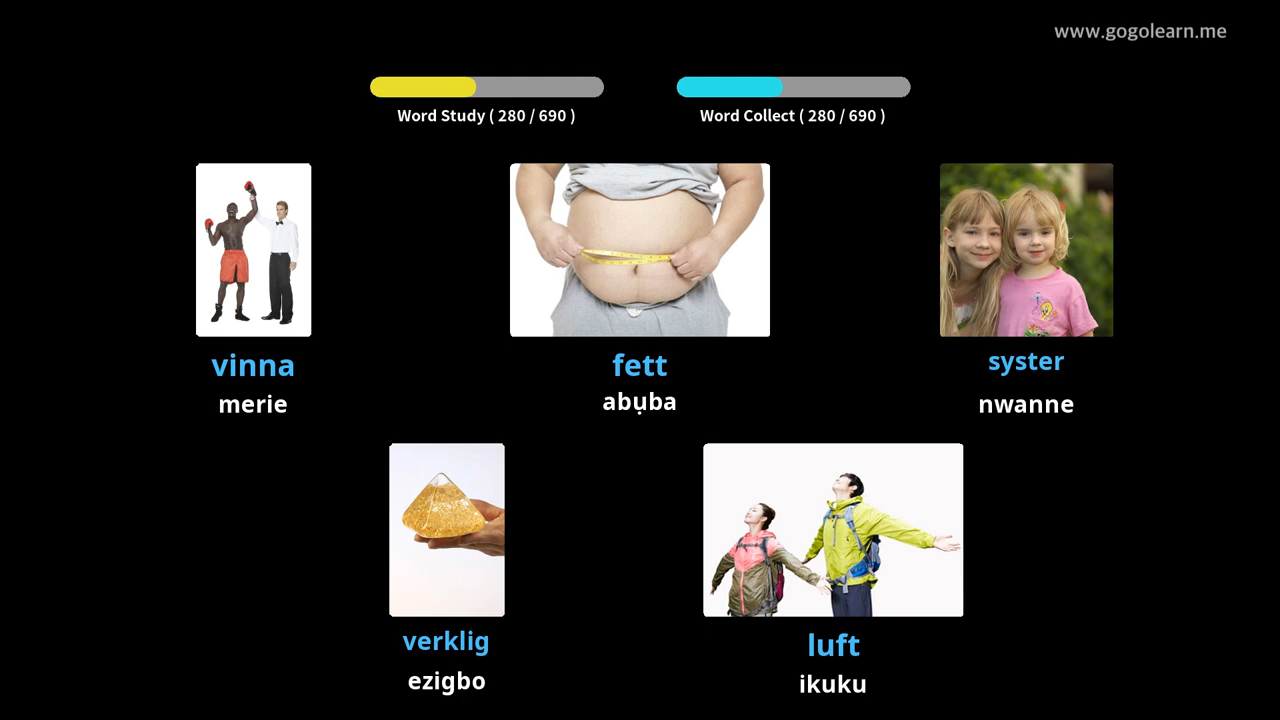 www.gogolearn.me
Word Study ( 280 / 690 )
Word Collect ( 280 / 690 )
vinna
merie
fett
abụba
syster
nwanne
verklig
ezigbo
luft
ikuku